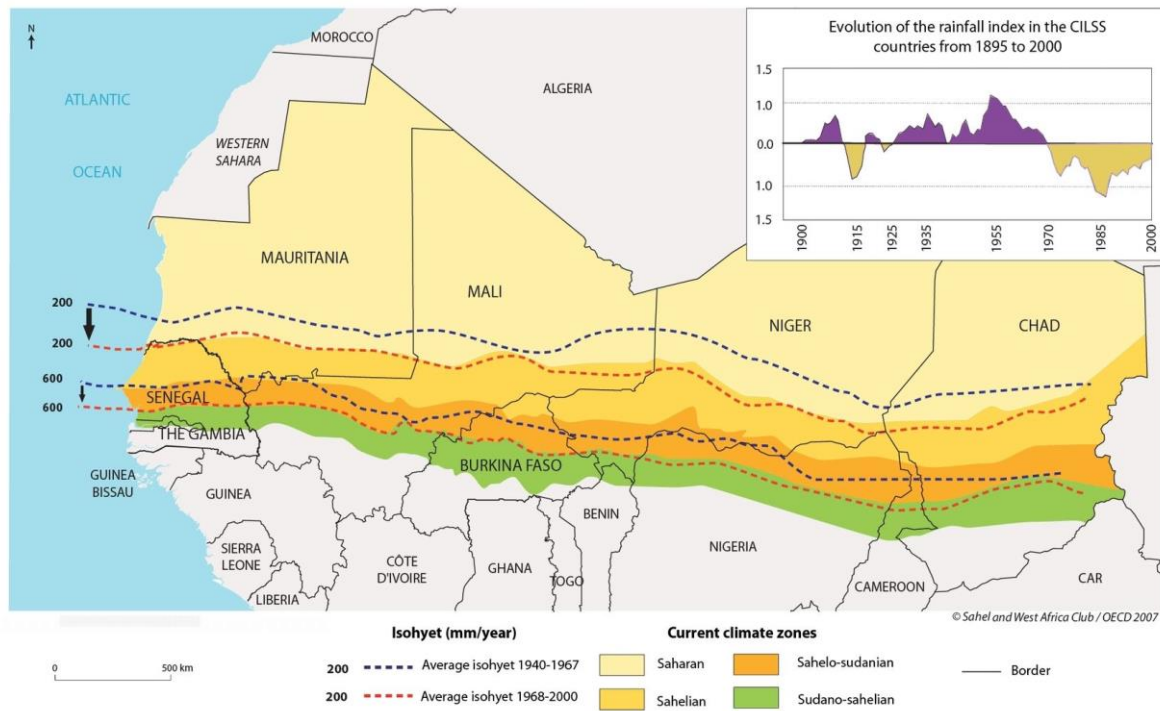 N
MOROCCO
ALGERIA
ATLANTIC
OCEAN
WESTERN
SAHARA
Evolution of the rainfall index in the CILSS
countries from 1895 to 2000
1.5
1.0
0.0
1.0
1.5
1900
1915
1925
1935
1955
1970
1985
2000
MAURITANIA
MALI
NIGER
CHAD
200
200
600
600
SENEGAL
THE GAMBIA
GUINEA
BISSAU
GUINEA
BURKINA FASO
BENIN
SIERRA
LEONE
LIBERIA
CÔTE
D'IVOIRE
GHANA
TOGO
NIGERIA
CAMEROON
CAR
© Sahel and West Africa Club / OECD 2007
0 500 km
Isohyet (mm/year)
200 Average isohyet 1940-1967
200 Average isohyet 1968-2000
Current climate zones
Saharan
Sahelian
Sahelo-sudanian
Sudano-sahelian
Border